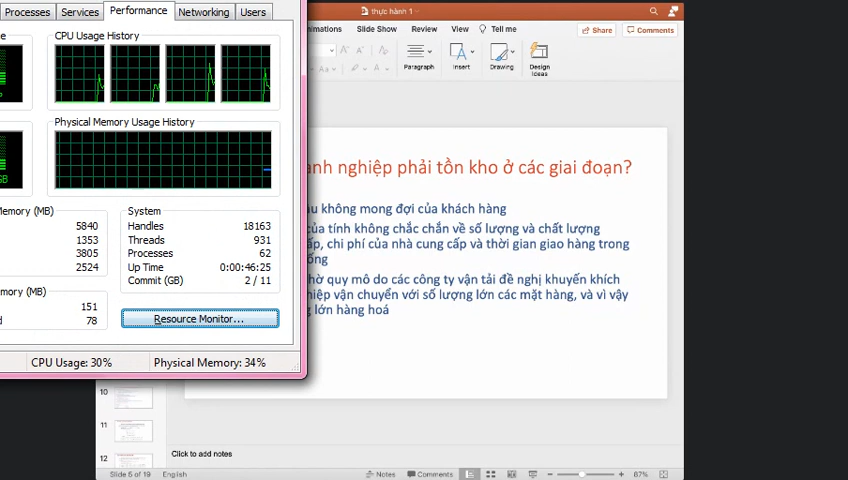 Processes Services Performance Networking Users
CPU Usage History
Physical Memory Usage History
GB
Memory (MB)
5840
1353
3805
2524
System
Handles 18163
Threads 931
Processes 62
Up Time 0:00:46:25
Commit (GB) 2 / 11
mory (MB)
151
78
Resource Monitor...
CPU Usage: 30% Physical Memory: 34%
thực hành 1
nimations Slide Show Review View Tell me Share Comments
Paragraph Insert Drawing Design Ideas
anh nghiệp phải tồn kho ở các giai đoạn?
ầu không mong đợi của khách hàng
của tính không chắc chắn về số lượng và chất lượng
ấp, chi phí của nhà cung cấp và thời gian giao hàng trong
ống
hờ quy mô do các công ty vận tải đề nghị khuyến khích
hiệp vận chuyển với số lượng lớn các mặt hàng, và vì vậy
lớn hàng hoá
10
11
12
Click to add notes
Slide 5 of 19 English Notes Comments 87%